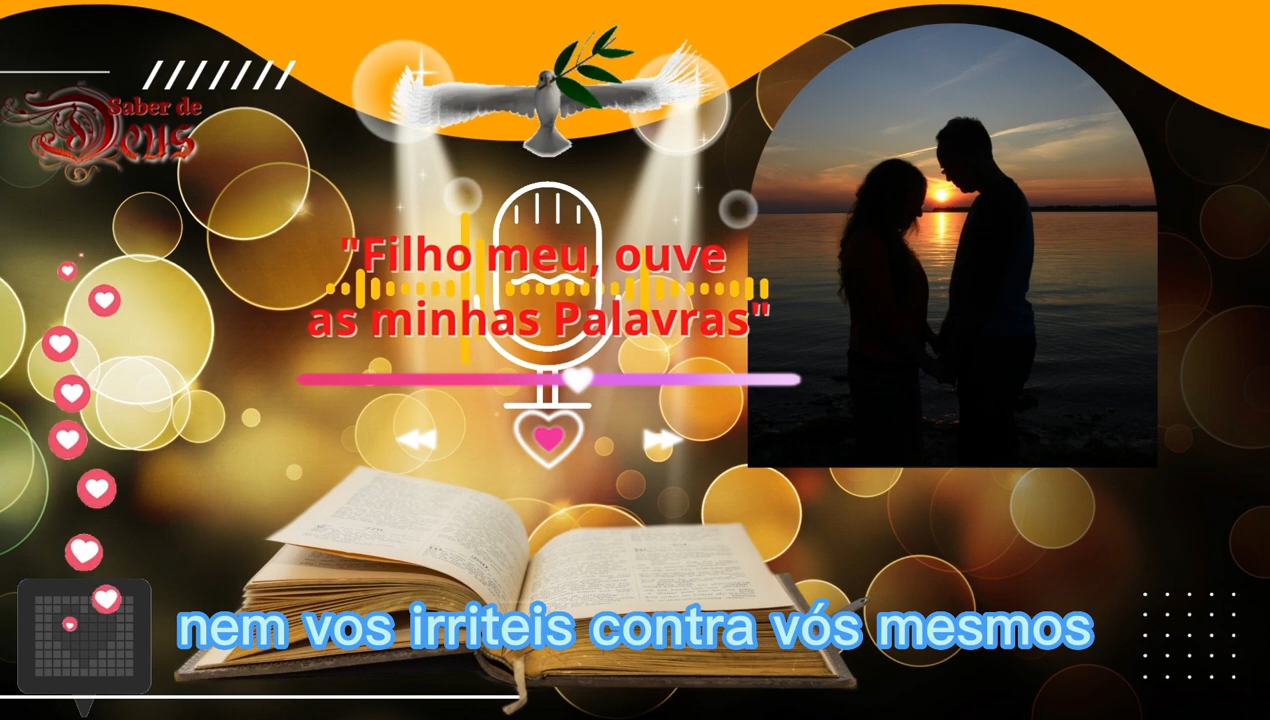 Saber de
Deus
"Filho meu, ouve
as minhas Palavras"
nem vos irriteis contra vós mesmos